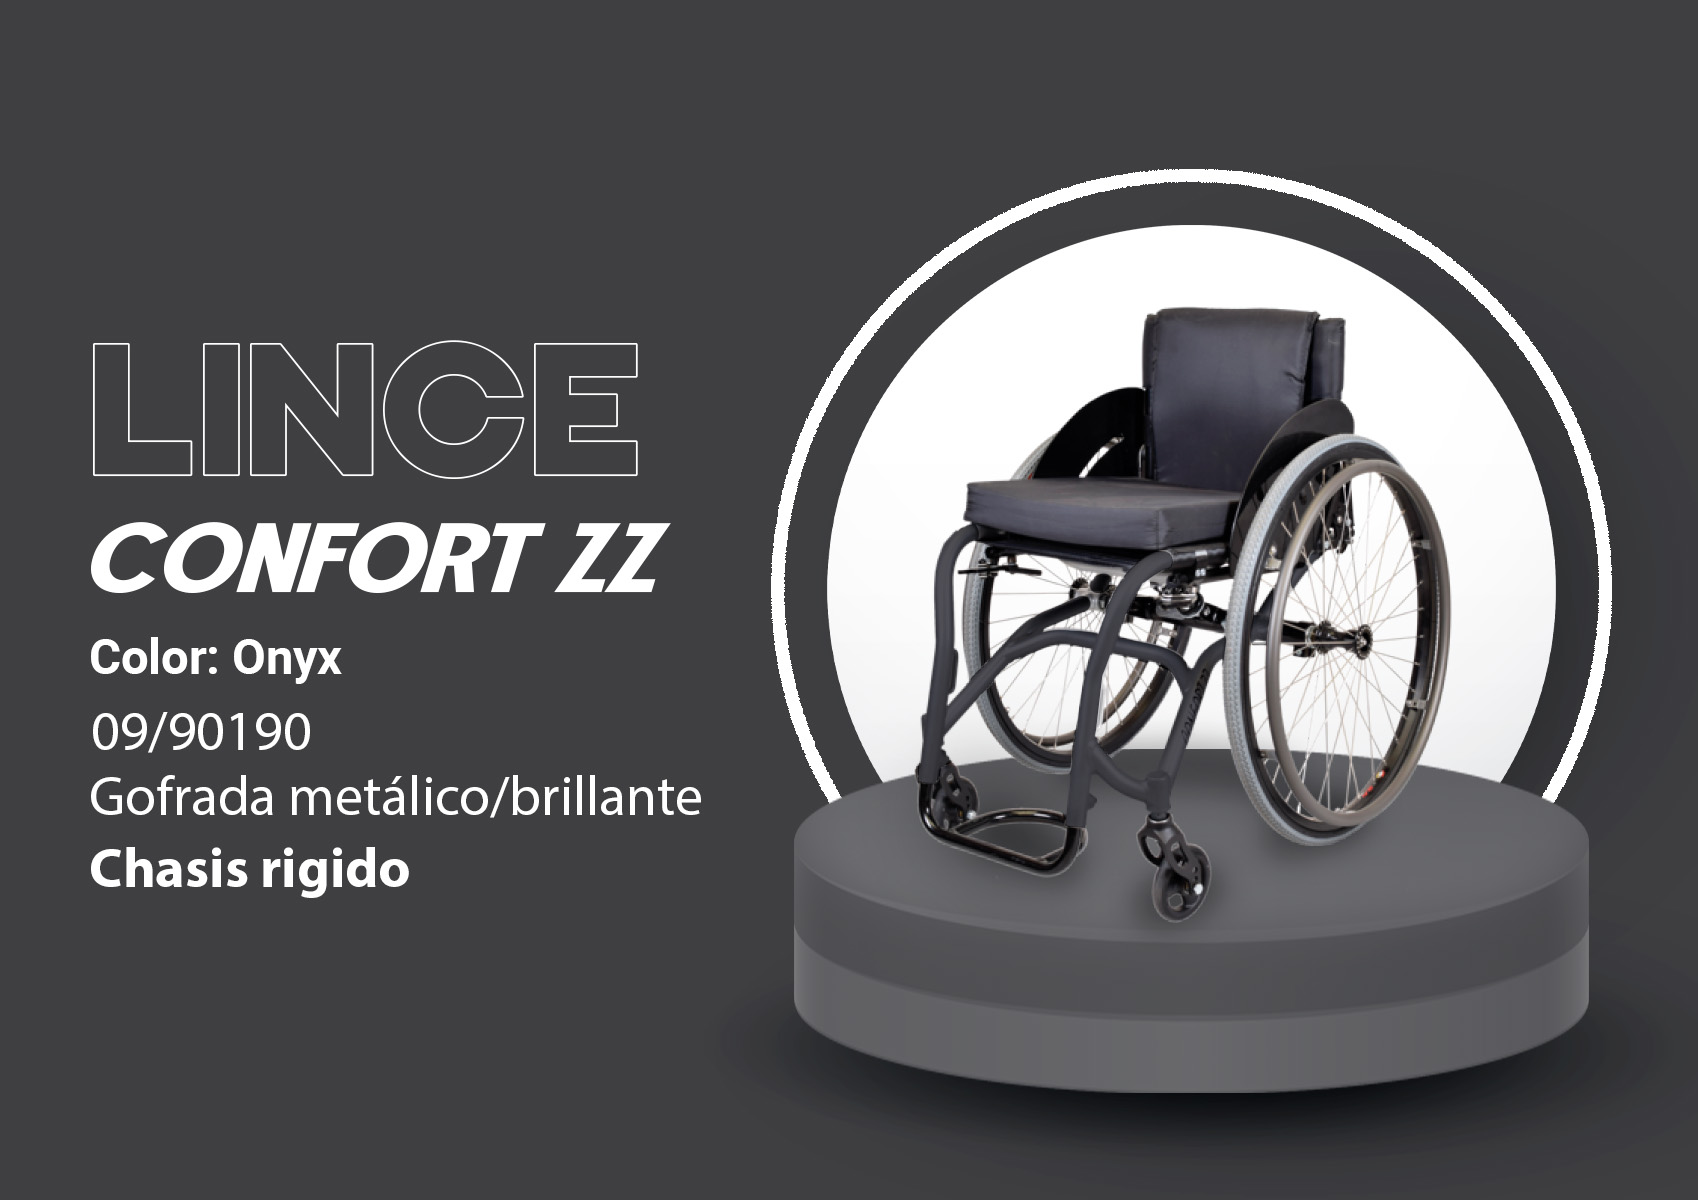 LINCE
CONFORT ZZ
Color: Onyx
09/90190
Gofrada metálico/brillante
Chasis rigido